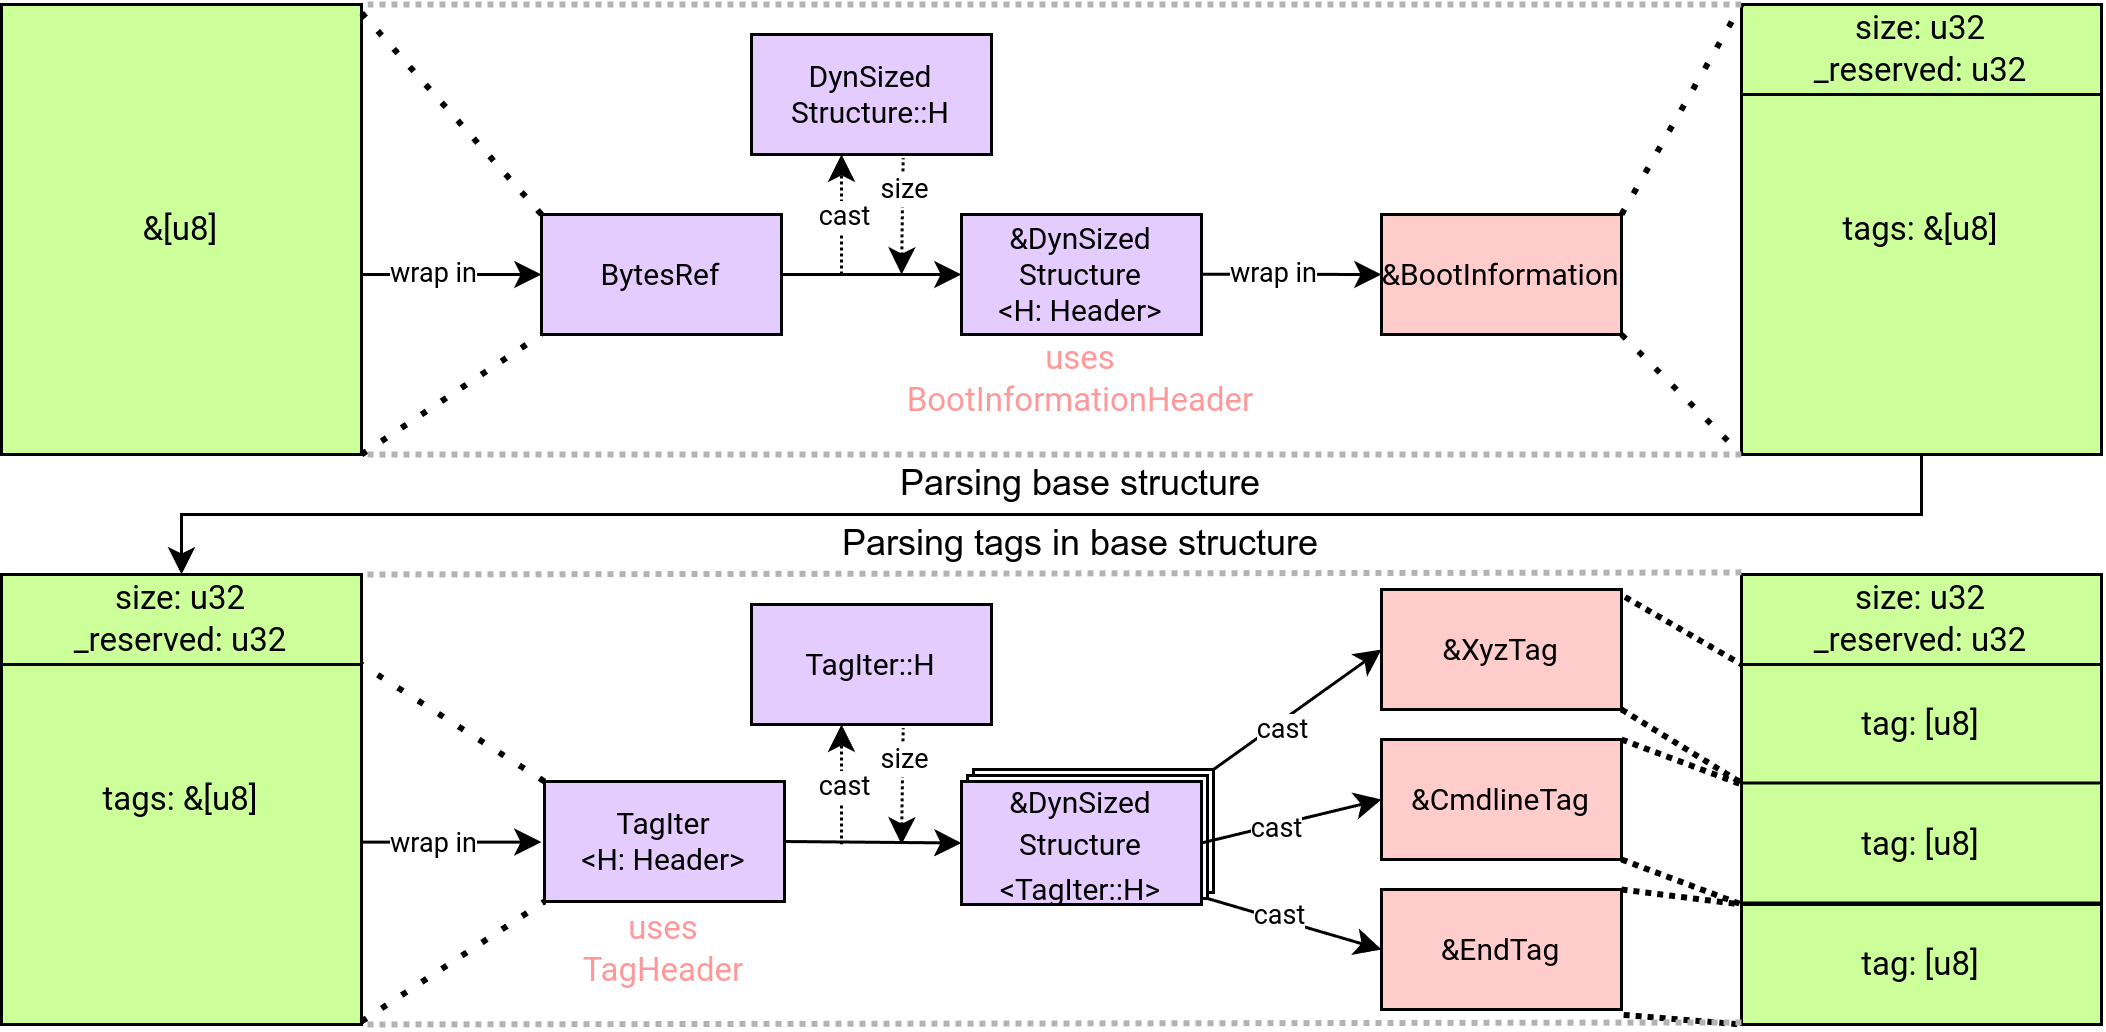 &[u8]
wrap in
BytesRef
DynSized
Structure::H
cast
size
&DynSized
Structure
<H: Header>
uses
BootInformationHeader
wrap in
&BootInformation
size: u32
_reserved: u32
tags: &[u8]
Parsing base structure
Parsing tags in base structure
size: u32
_reserved: u32
tags: &[u8]
wrap in
TagIter
<H: Header>
uses
TagHeader
TagIter::H
cast
size
&DynSized
Structure
<TagIter::H>
cast
cast
cast
&XyzTag
&CmdlineTag
&EndTag
size: u32
_reserved: u32
tag: [u8]
tag: [u8]
tag: [u8]